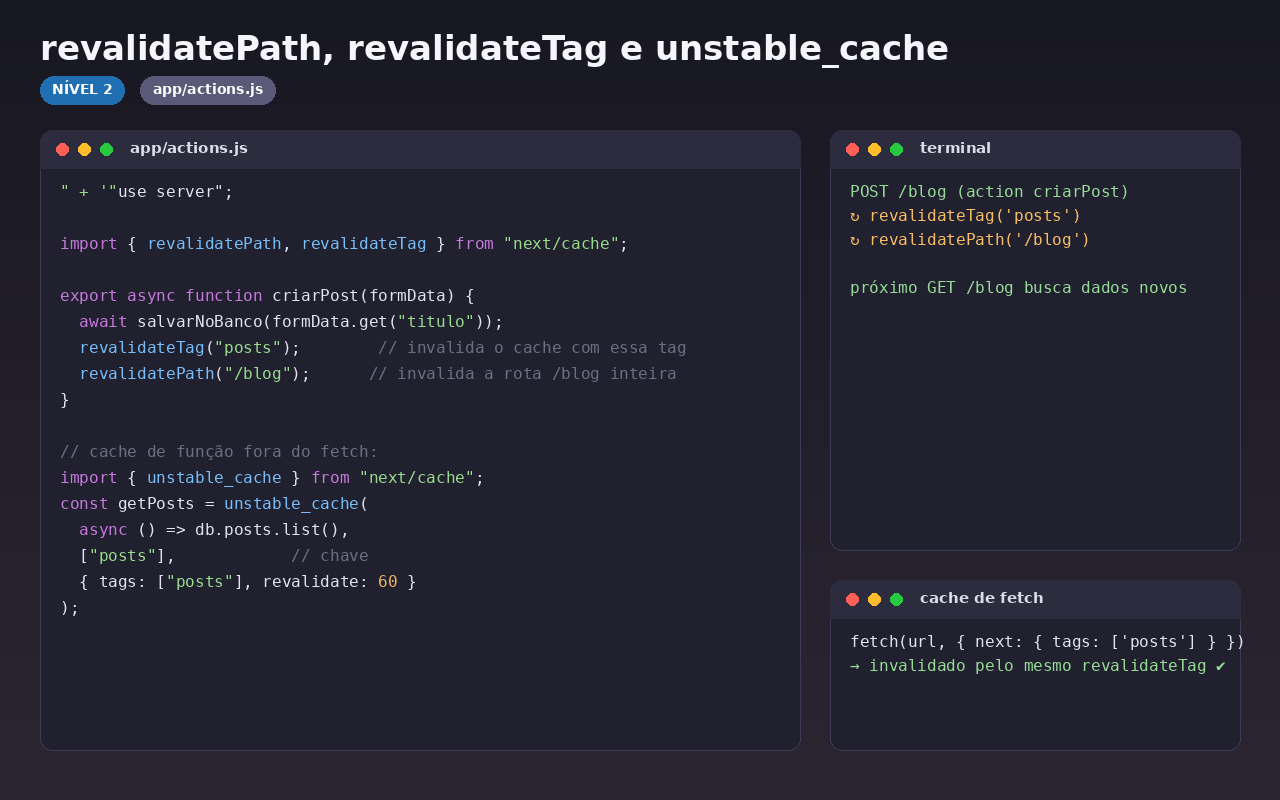 revalidatePath, revalidateTag e unstable_cache
NÍVEL 2
app/actions.js
app/actions.js
" + '"use server";
import { revalidatePath, revalidateTag } from "next/cache";
export async function criarPost(formData) {
  await salvarNoBanco(formData.get("titulo"));
  revalidateTag("posts");        // invalida o cache com essa tag
  revalidatePath("/blog");      // invalida a rota /blog inteira
}
// cache de função fora do fetch:
import { unstable_cache } from "next/cache";
const getPosts = unstable_cache(
  async () => db.posts.list(),
  ["posts"],            // chave
  { tags: ["posts"], revalidate: 60 }
);
terminal
POST /blog (action criarPost)
↻ revalidateTag('posts')
↻ revalidatePath('/blog')
próximo GET /blog busca dados novos
cache de fetch
fetch(url, { next: { tags: ['posts'] } })
→ invalidado pelo mesmo revalidateTag ✔